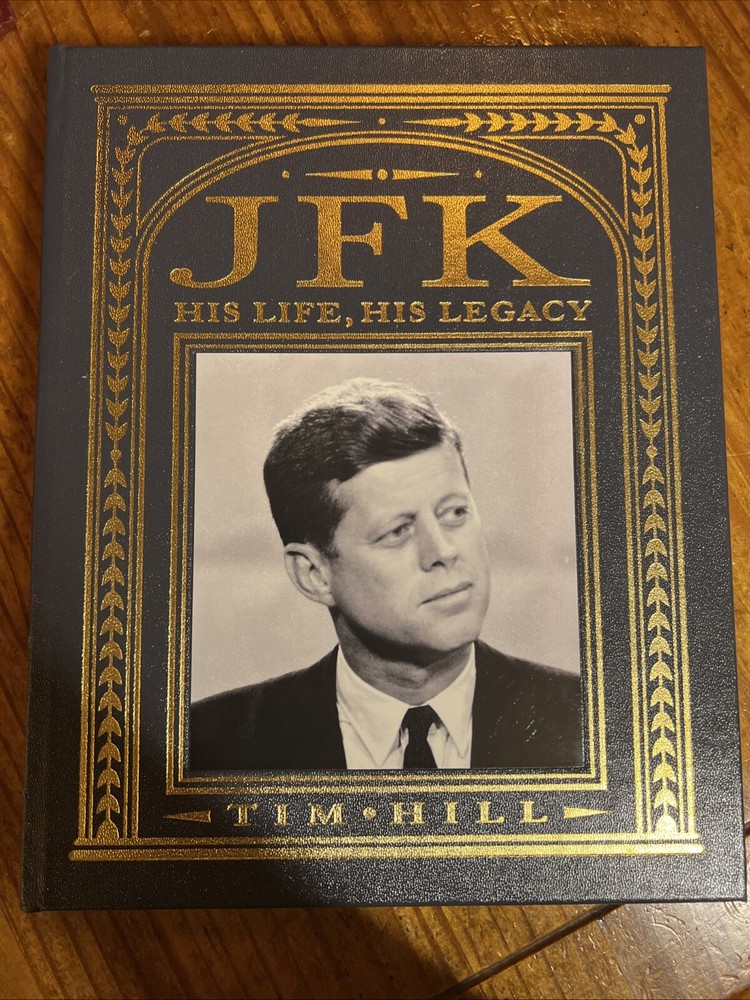 JFK
HIS LIFE, HIS LEGACY
TIM • HILL